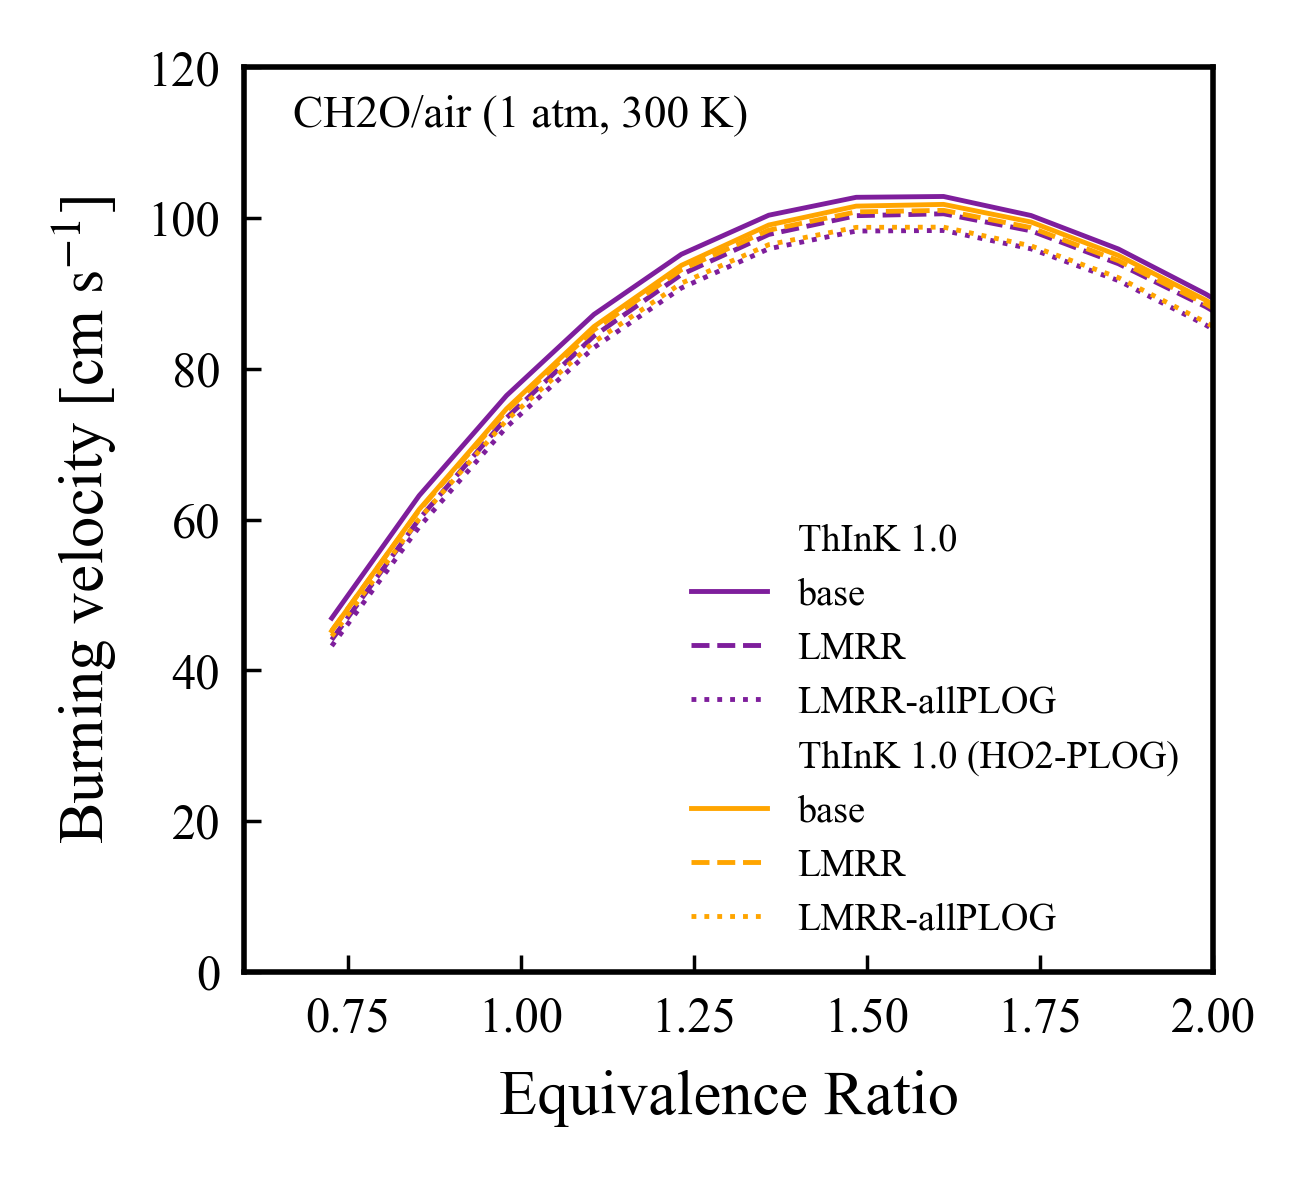 120
100
80
60
40
20
0
Burning velocity [cm s⁻¹]
CH2O/air (1 atm, 300 K)
ThInK 1.0
base
LMRR
LMRR-allPLOG
ThInK 1.0 (HO2-PLOG)
base
LMRR
LMRR-allPLOG
0.75 1.00 1.25 1.50 1.75 2.00
Equivalence Ratio